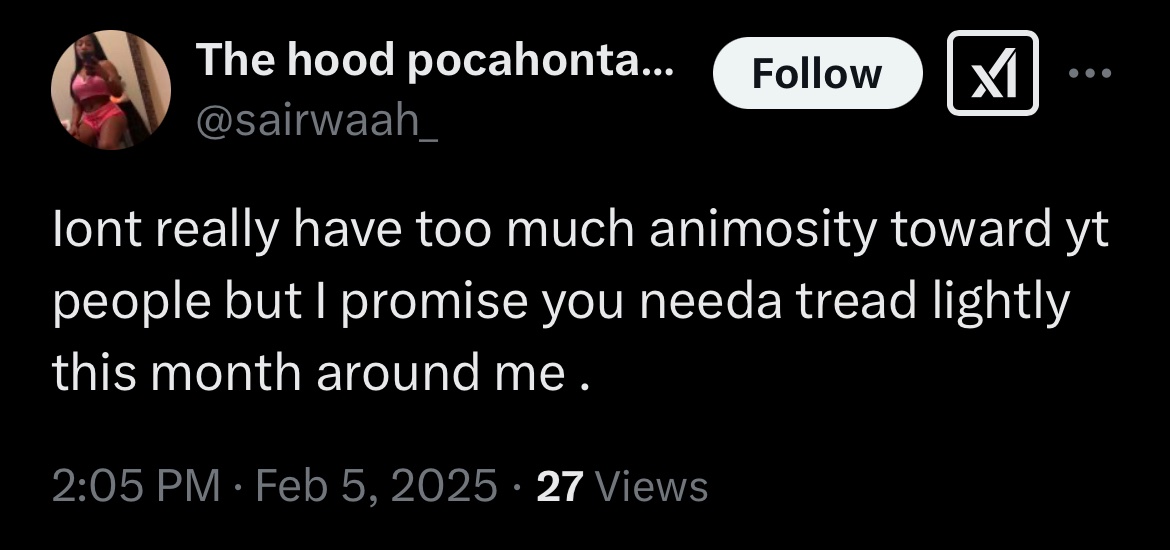 The hood pocahonta...
Follow
@sairwaah_
Iont really have too much animosity toward yt
people but I promise you needa tread lightly
this month around me .
2:05 PM · Feb 5, 2025 · 27 Views